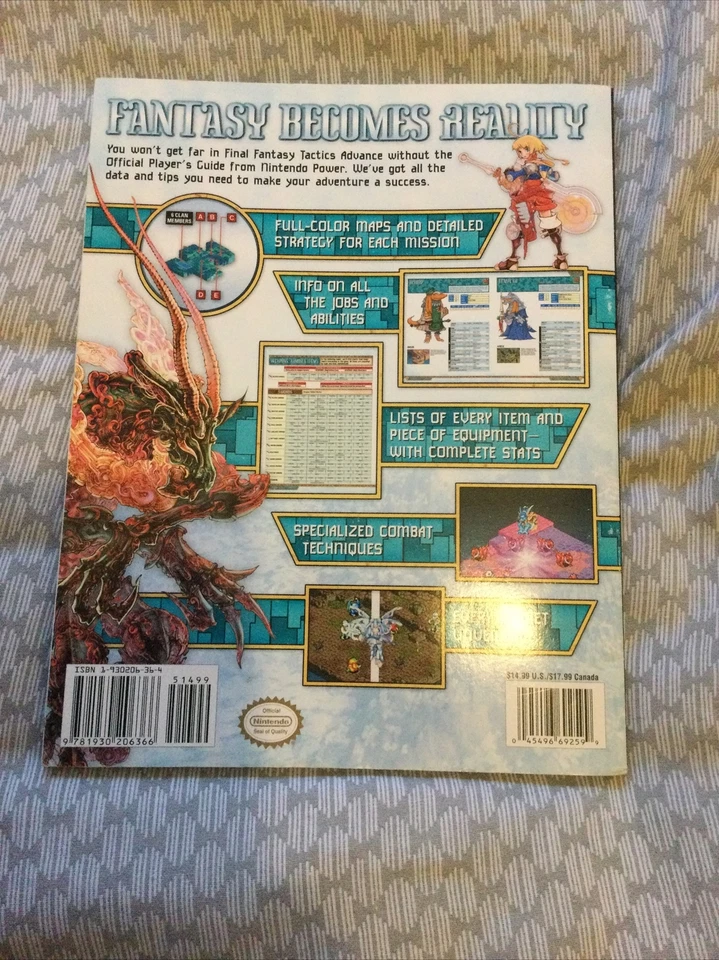 FANTASY BECOMES REALITY
You won't get far in Final Fantasy Tactics Advance without the
Official Player's Guide from Nintendo Power. We've got all the
data and tips you need to make your adventure a success.
6 CLAN
MEMBERS
A B C
D E
FULL-COLOR MAPS AND DETAILED
STRATEGY FOR EACH MISSION
INFO ON ALL
THE JOBS AND
ABILITIES
LISTS OF EVERY ITEM AND
PIECE OF EQUIPMENT—
WITH COMPLETE STATS
SPECIALIZED COMBAT
TECHNIQUES
ISBN 1-930206-36-4
51499
9 781930 206366
Official
Nintendo
Seal of Quality
$14.99 U.S./$17.99 Canada
0 45496 69259 9